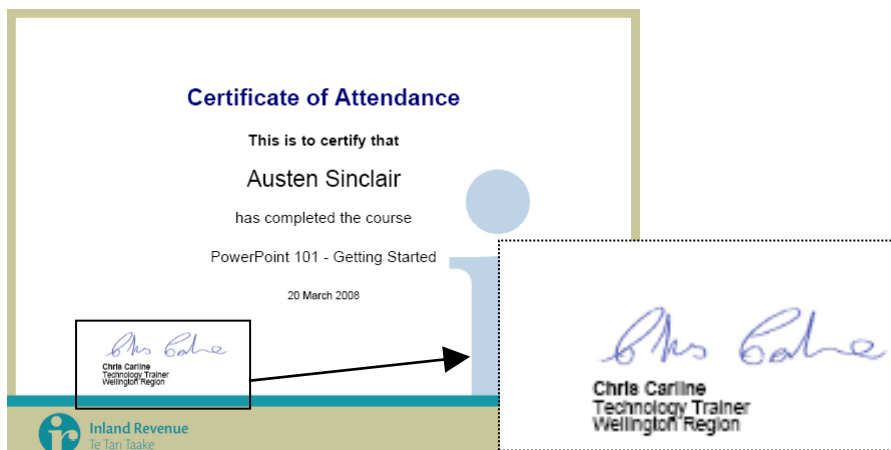 Certificate of Attendance
This is to certify that
Austen Sinclair
has completed the course
PowerPoint 101 - Getting Started
20 March 2008
Chris Carline
Technology Trainer
Wellington Region
ir
Inland Revenue
Te Tari Taake
Chris Carline
Technology Trainer
Wellington Region